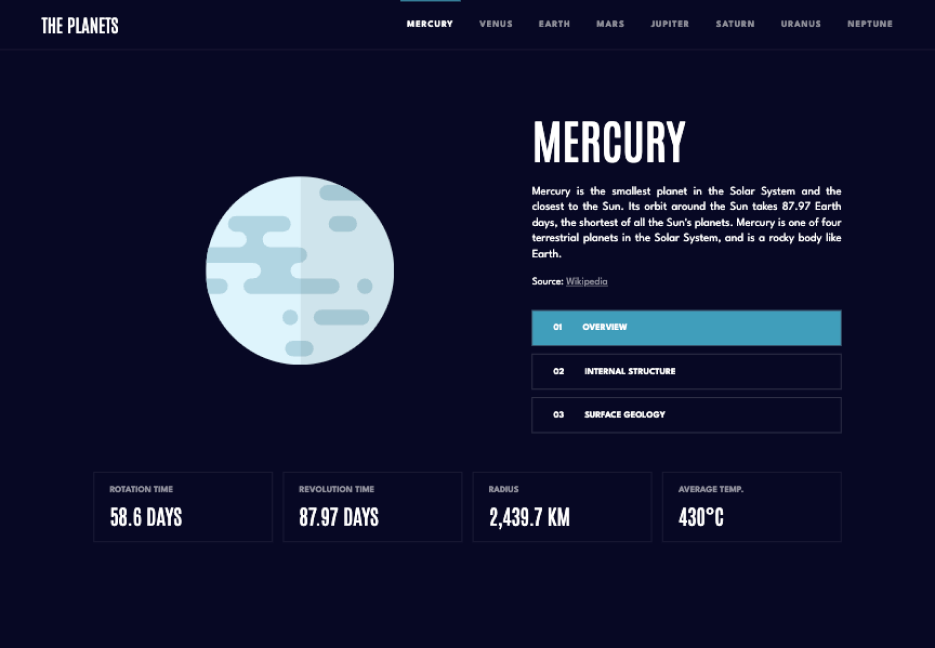 THE PLANETS
MERCURY VENUS EARTH MARS JUPITER SATURN URANUS NEPTUNE
MERCURY
Mercury is the smallest planet in the Solar System and the
closest to the Sun. Its orbit around the Sun takes 87.97 Earth
days, the shortest of all the Sun's planets. Mercury is one of four
terrestrial planets in the Solar System, and is a rocky body like
Earth.
Source: Wikipedia
01 OVERVIEW
02 INTERNAL STRUCTURE
03 SURFACE GEOLOGY
ROTATION TIME
58.6 DAYS
REVOLUTION TIME
87.97 DAYS
RADIUS
2,439.7 KM
AVERAGE TEMP.
430°C